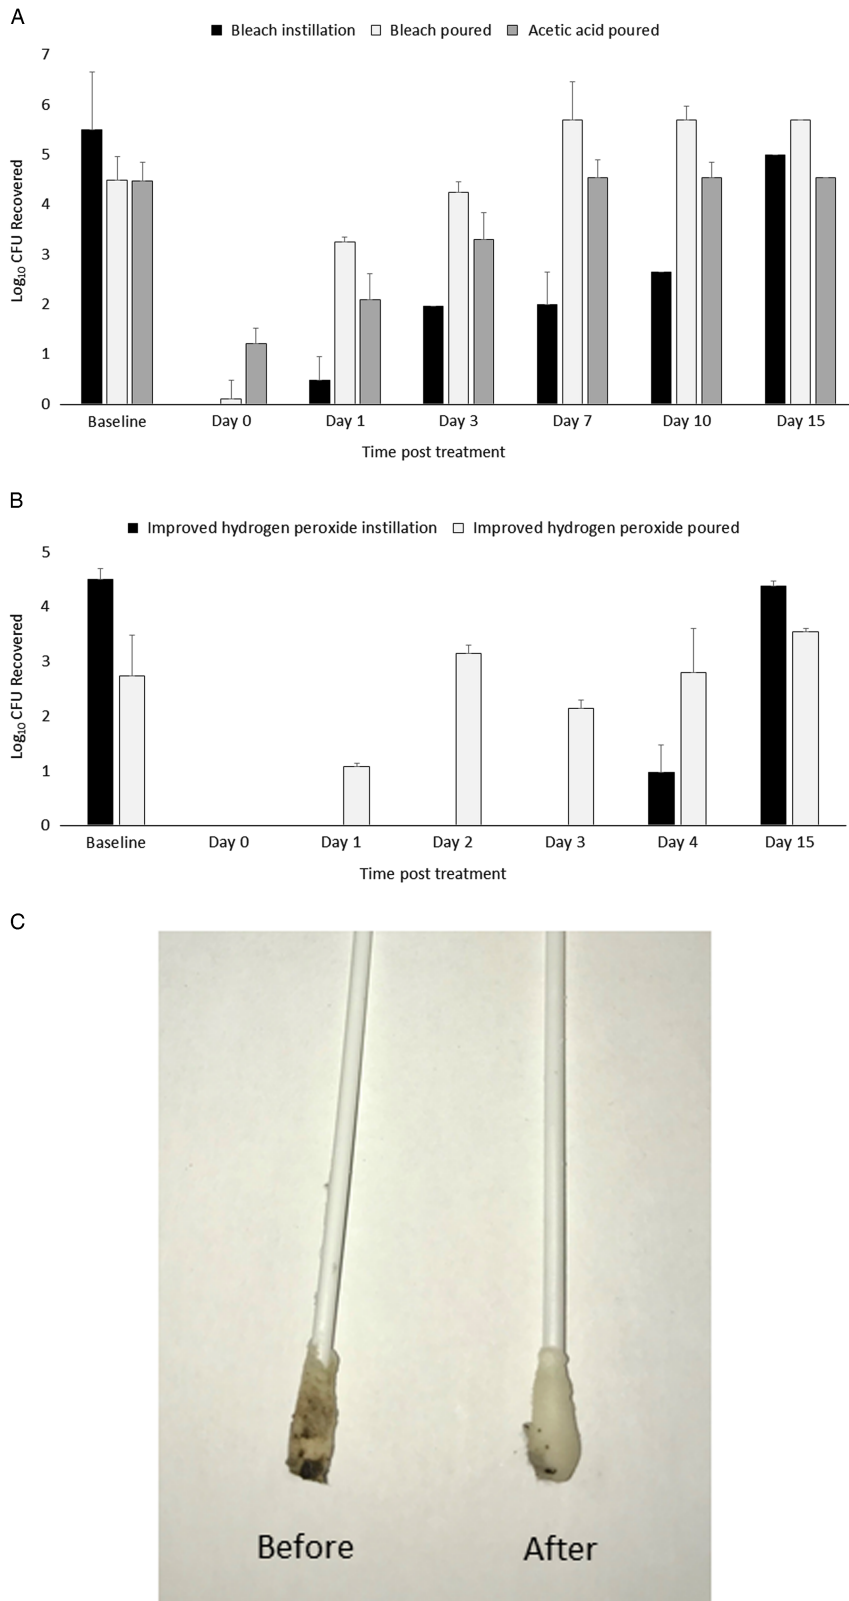 A
Bleach instillation Bleach poured Acetic acid poured
7
6
5
4
3
2
1
0
Log10 CFU Recovered
Baseline Day 0 Day 1 Day 3 Day 7 Day 10 Day 15
Time post treatment
B
Improved hydrogen peroxide instillation Improved hydrogen peroxide poured
5
4
3
2
1
0
Log10 CFU Recovered
Baseline Day 0 Day 1 Day 2 Day 3 Day 4 Day 15
Time post treatment
C
Before After